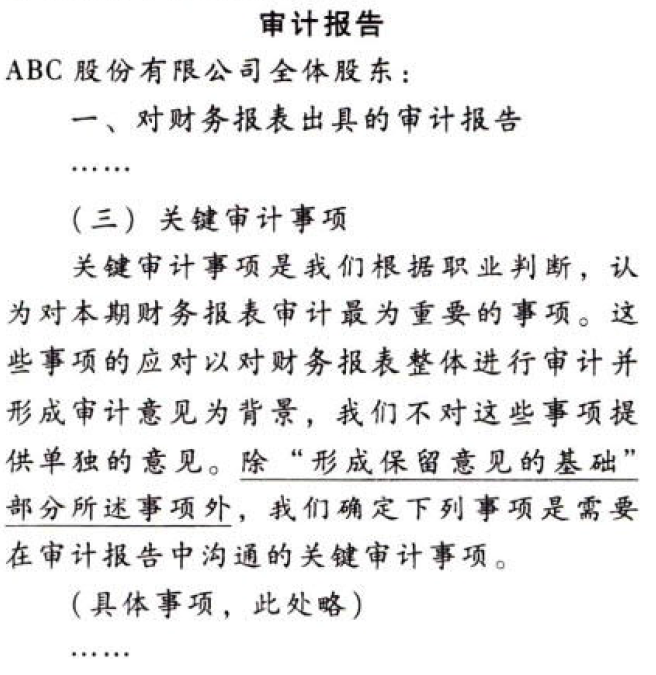 审计报告
ABC 股份有限公司全体股东：
一、对财务报表出具的审计报告
……
（三）关键审计事项
关键审计事项是我们根据职业判断，认
为对本期财务报表审计最为重要的事项。这
些事项的应对以对财务报表整体进行审计并
形成审计意见为背景，我们不对这些事项提
供单独的意见。除“形成保留意见的基础”
部分所述事项外，我们确定下列事项是需要
在审计报告中沟通的关键审计事项。
（具体事项，此处略）
……